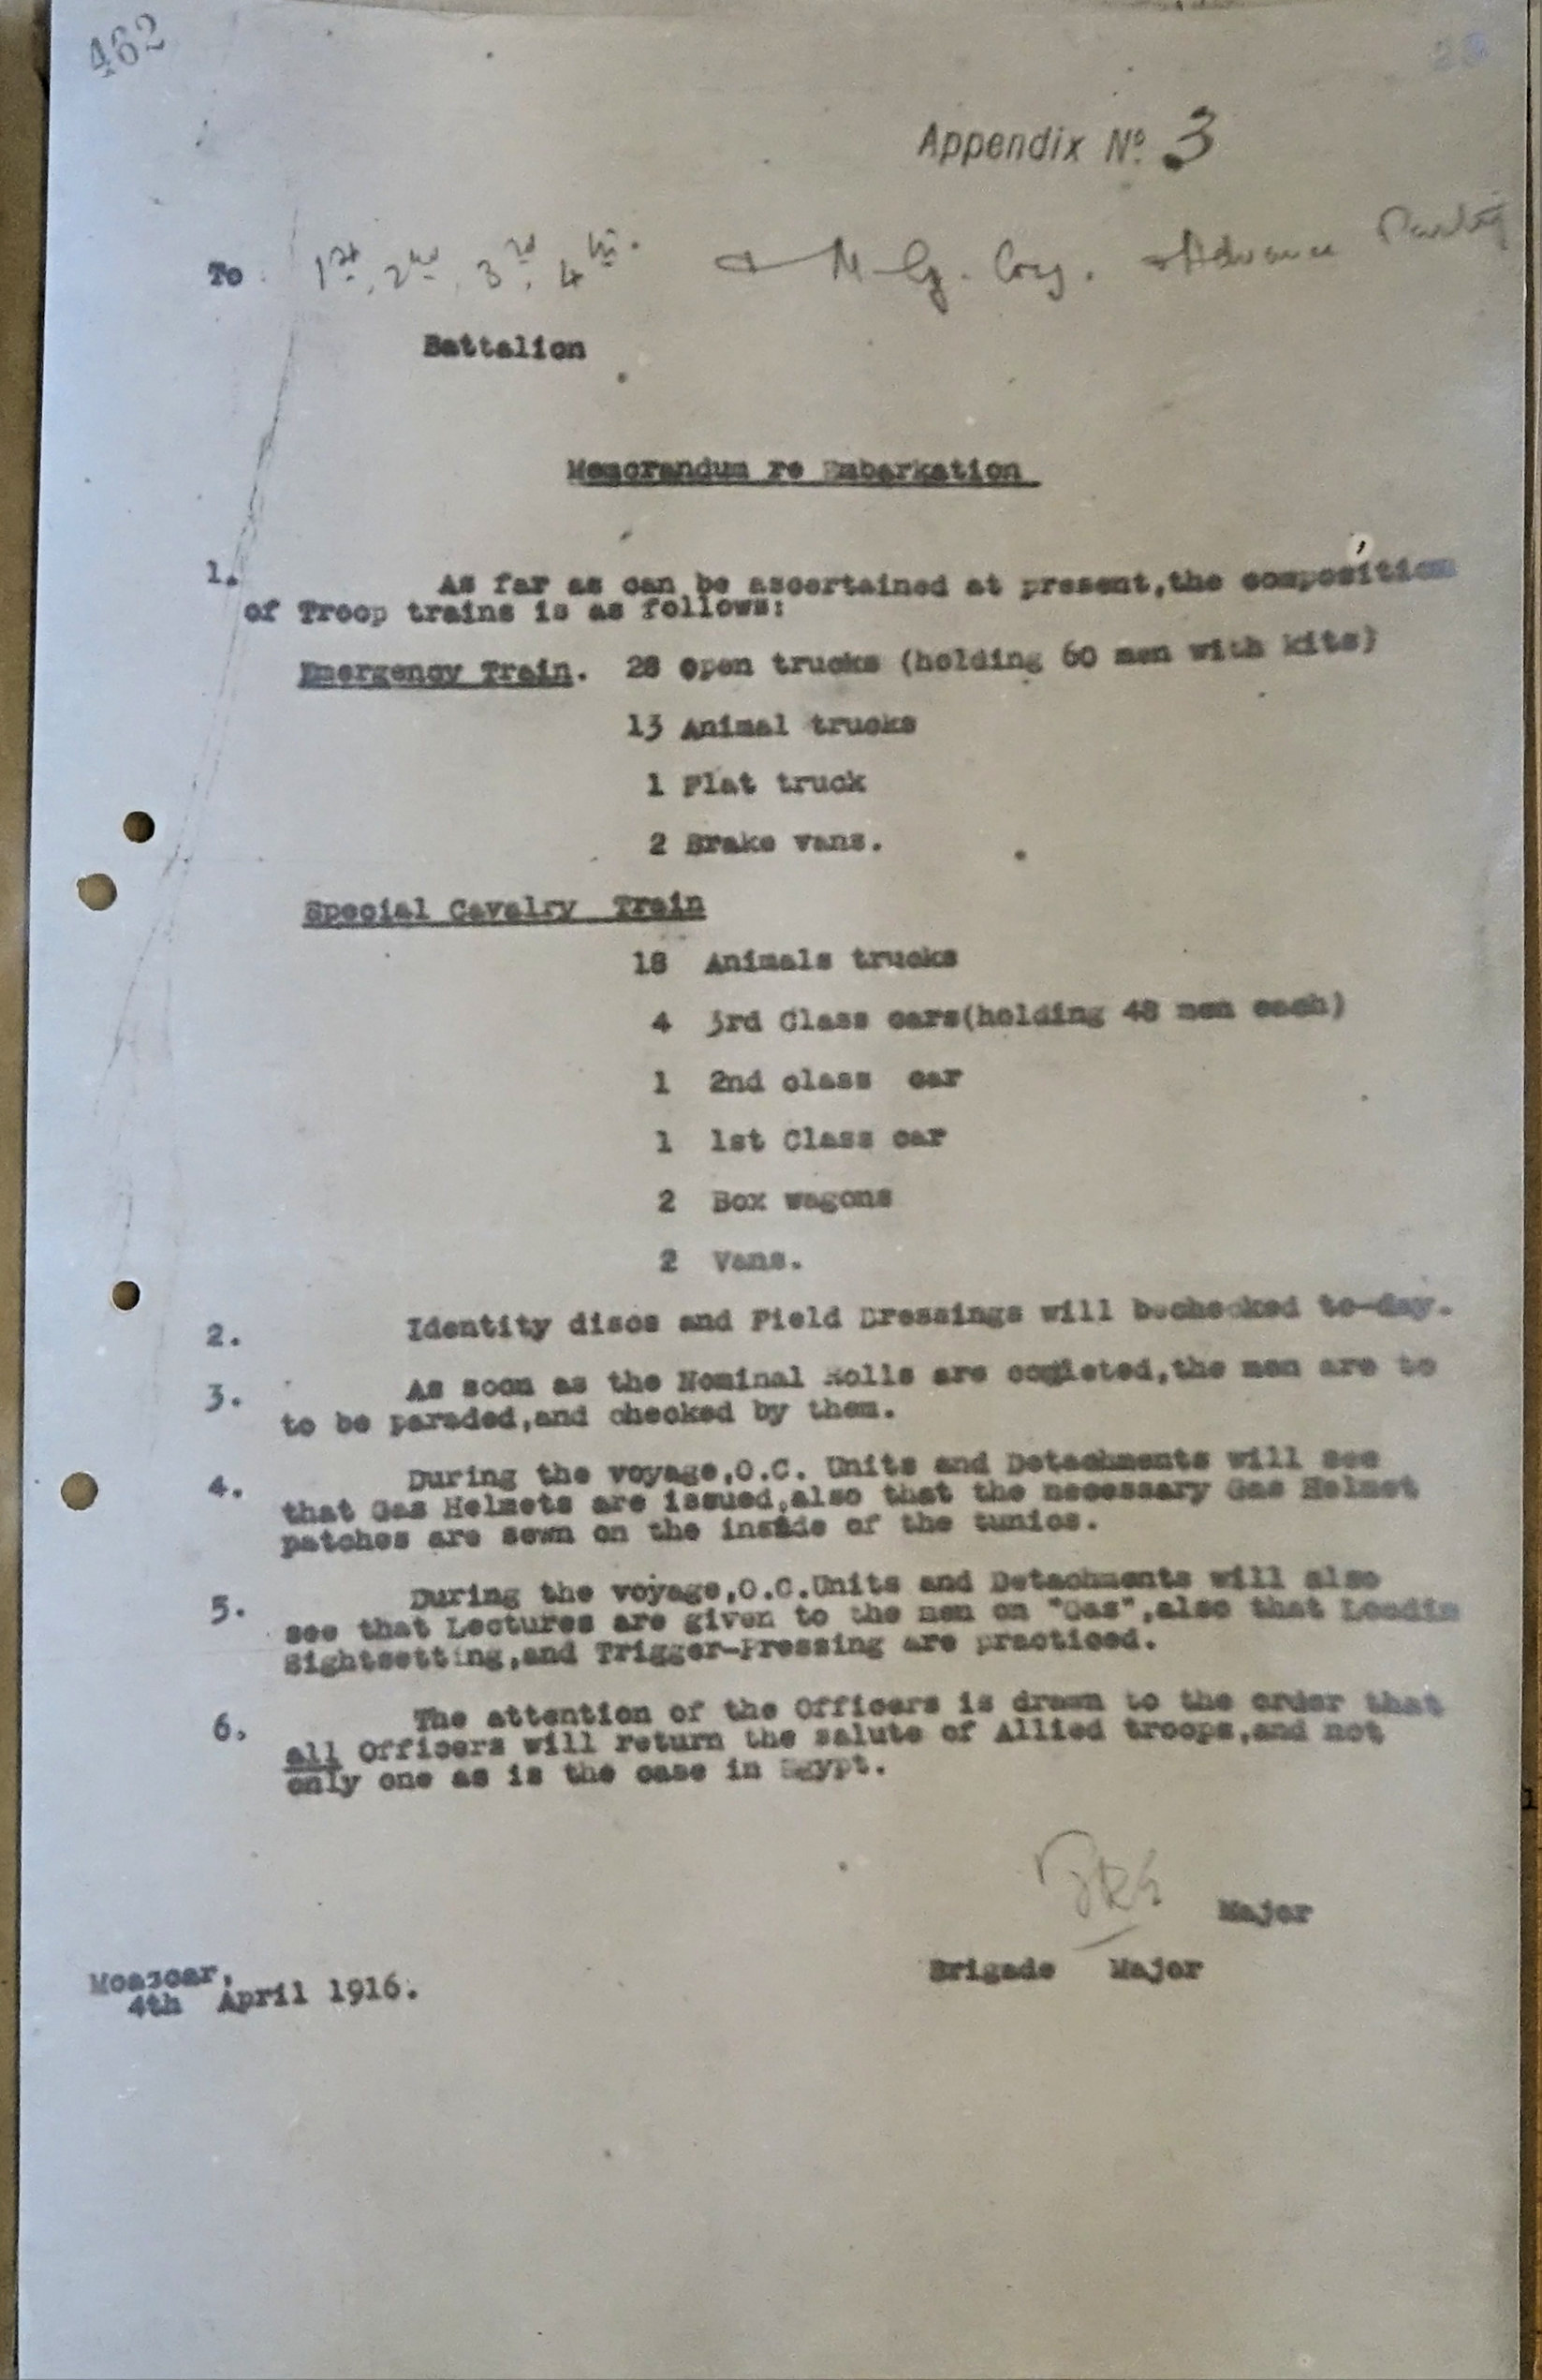 462
Appendix No. 3
To 1st, 2nd, 3rd, 4th. & M. G. Coy. & Advance Party
Battalion
Memorandum re Embarkation
1. As far as can be ascertained at present,the composition
of Troop trains is as follows:
Emergency Train. 28 open trucks (holding 60 men with kits)
13 Animal trucks
1 Flat truck
2 Brake vans.
Special Cavalry Train
18 Animals trucks
4 3rd Class cars(holding 48 men each)
1 2nd class car
1 1st Class car
2 Box wagons
2 Vans.
2. Identity discs and Field Dressings will bechecked to-day.
3. As soon as the Nominal Rolls are copleted,the men are to
to be paraded,and checked by them.
4. During the voyage,O.C. Units and Detachments will see
that Gas Helmets are issued,also that the necessary Gas Helmet
patches are sewn on the inside of the tunics.
5. During the voyage,O.C.Units and Detachments will also
see that Lectures are given to the men on "Gas",also that Loadin
Sightsetting,and Trigger-Pressing are practiced.
6. The attention of the Officers is drawn to the order that
all Officers will return the salute of Allied troops,and not
only one as is the case in Egypt.
Major
Brigade Major
Moascar,
4th April 1916.